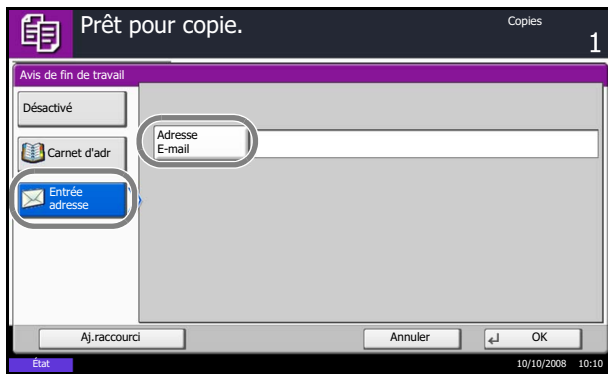 Prêt pour copie.
Copies
1
Avis de fin de travail
Désactivé
Carnet d'adr
Entrée
adresse
Adresse
E-mail
Aj.raccourci
Annuler
OK
État
10/10/2008 10:10